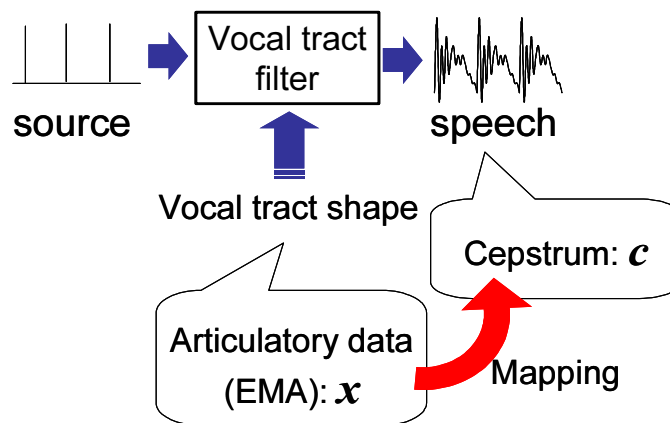 Vocal tract
filter
source
speech
Vocal tract shape
Cepstrum: c
Articulatory data
(EMA): x
Mapping